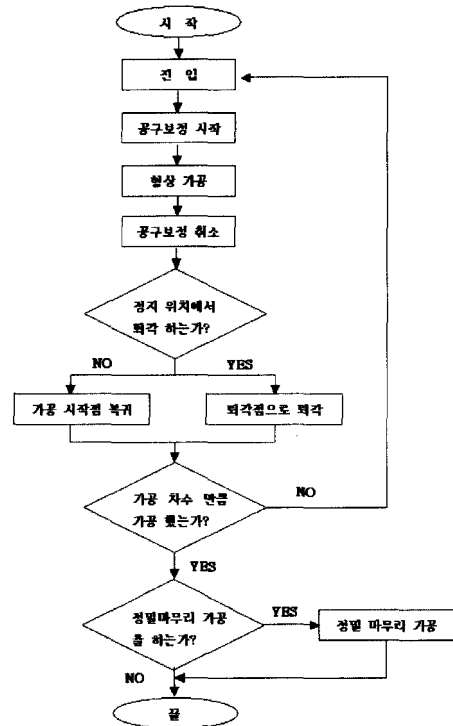 시 작
진 입
공구보정 시작
형상 가공
공구보정 취소
정지 위치에서
퇴각 하는가?
NO
YES
가공 시작점 복귀
퇴각점으로 퇴각
가공 차수 만큼
가공 했는가?
NO
YES
정밀마무리 가공
를 하는가?
YES
정밀 마무리 가공
NO
끝